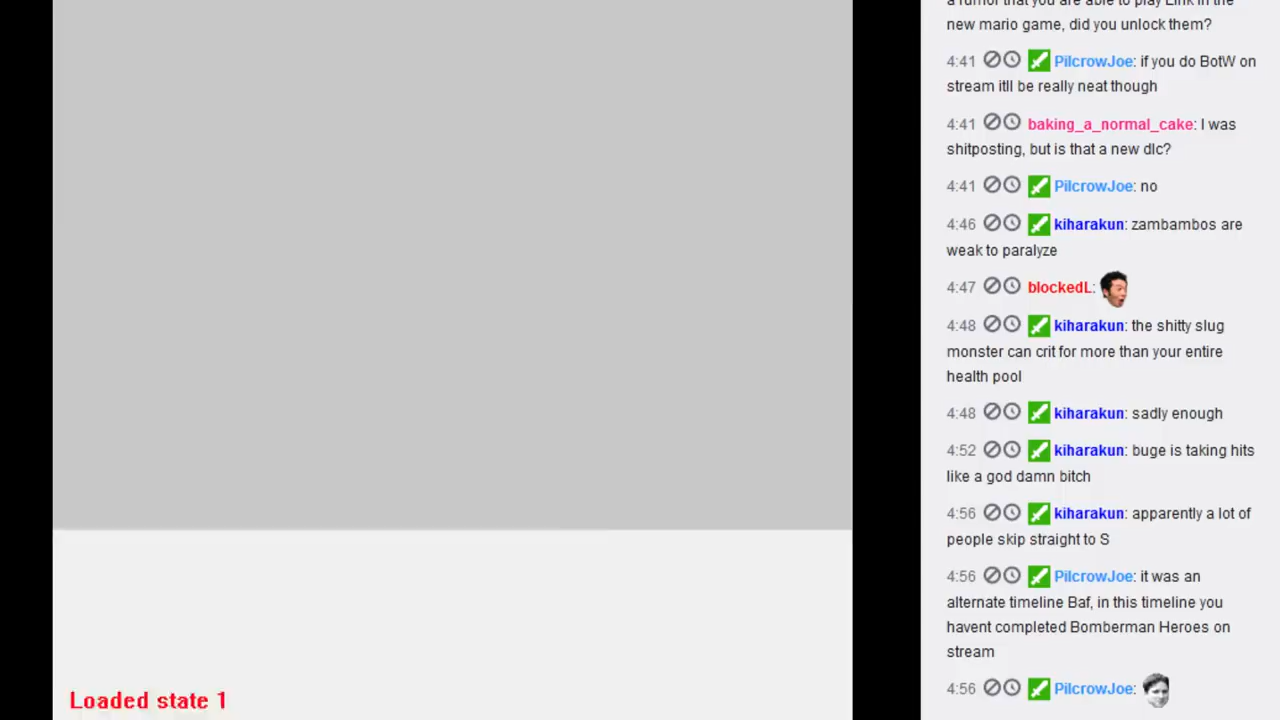 a rumor that you are able to play Link in the
new mario game, did you unlock them?
4:41 PilcrowJoe: if you do BotW on
stream itll be really neat though
4:41 baking_a_normal_cake: I was
shitposting, but is that a new dlc?
4:41 PilcrowJoe: no
4:46 kiharakun: zambambos are
weak to paralyze
4:47 blockedL:
4:48 kiharakun: the shitty slug
monster can crit for more than your entire
health pool
4:48 kiharakun: sadly enough
4:52 kiharakun: buge is taking hits
like a god damn bitch
4:56 kiharakun: apparently a lot of
people skip straight to S
4:56 PilcrowJoe: it was an
alternate timeline Baf, in this timeline you
havent completed Bomberman Heroes on
stream
4:56 PilcrowJoe:
Loaded state 1